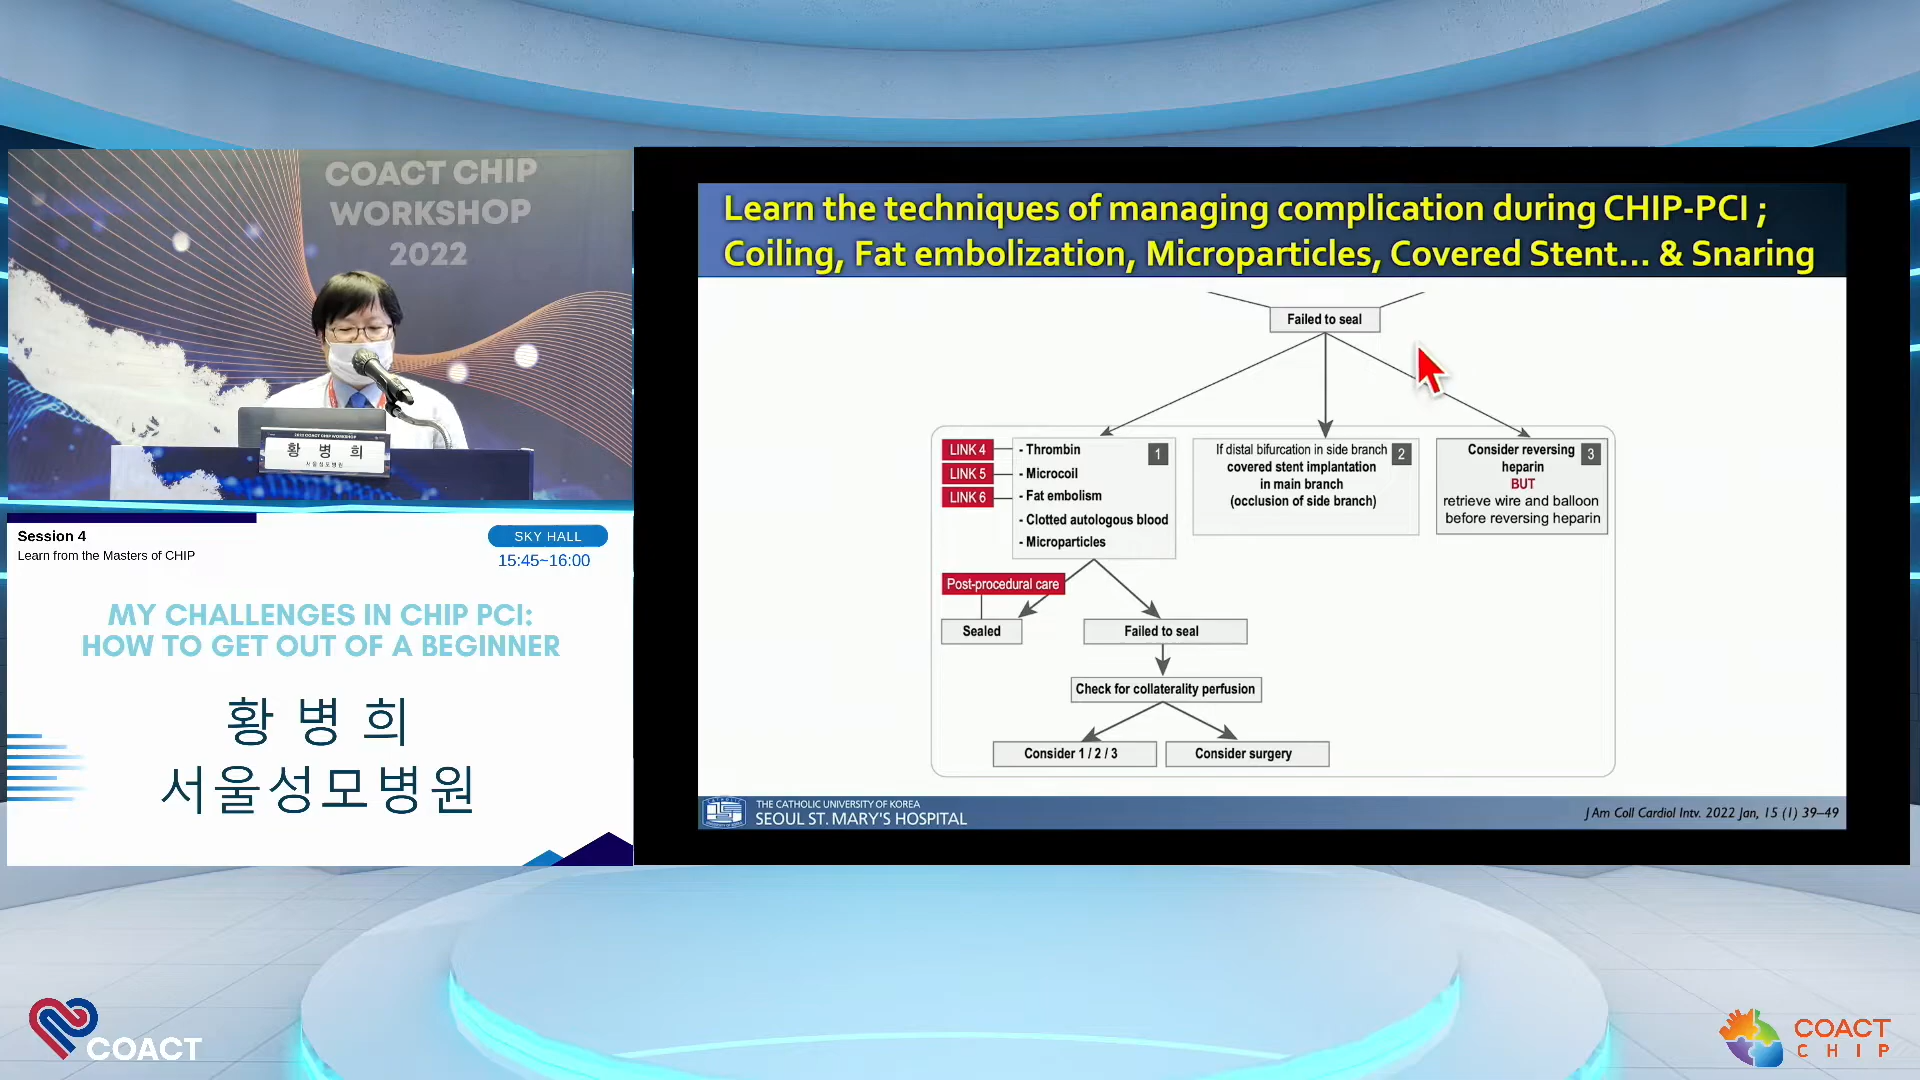 COACT CHIP
WORKSHOP
2022
2022 COACT CHIP WORKSHOP
황 병 희
서울성모병원
Session 4
Learn from the Masters of CHIP
SKY HALL
15:45~16:00
MY CHALLENGES IN CHIP PCI:
HOW TO GET OUT OF A BEGINNER
황 병 희
서울성모병원
Learn the techniques of managing complication during CHIP-PCI ;
Coiling, Fat embolization, Microparticles, Covered Stent... & Snaring
Failed to seal
LINK 4
LINK 5
LINK 6
- Thrombin
- Microcoil
- Fat embolism
- Clotted autologous blood
- Microparticles
1
If distal bifurcation in side branch
covered stent implantation
in main branch
(occlusion of side branch)
2
Consider reversing
heparin
BUT
retrieve wire and balloon
before reversing heparin
3
Post-procedural care
Sealed
Failed to seal
Check for collaterality perfusion
Consider 1 / 2 / 3
Consider surgery
THE CATHOLIC UNIVERSITY OF KOREA
SEOUL ST. MARY'S HOSPITAL
J Am Coll Cardiol Intv. 2022 Jan, 15 (1) 39–49
COACT
COACT
CHIP